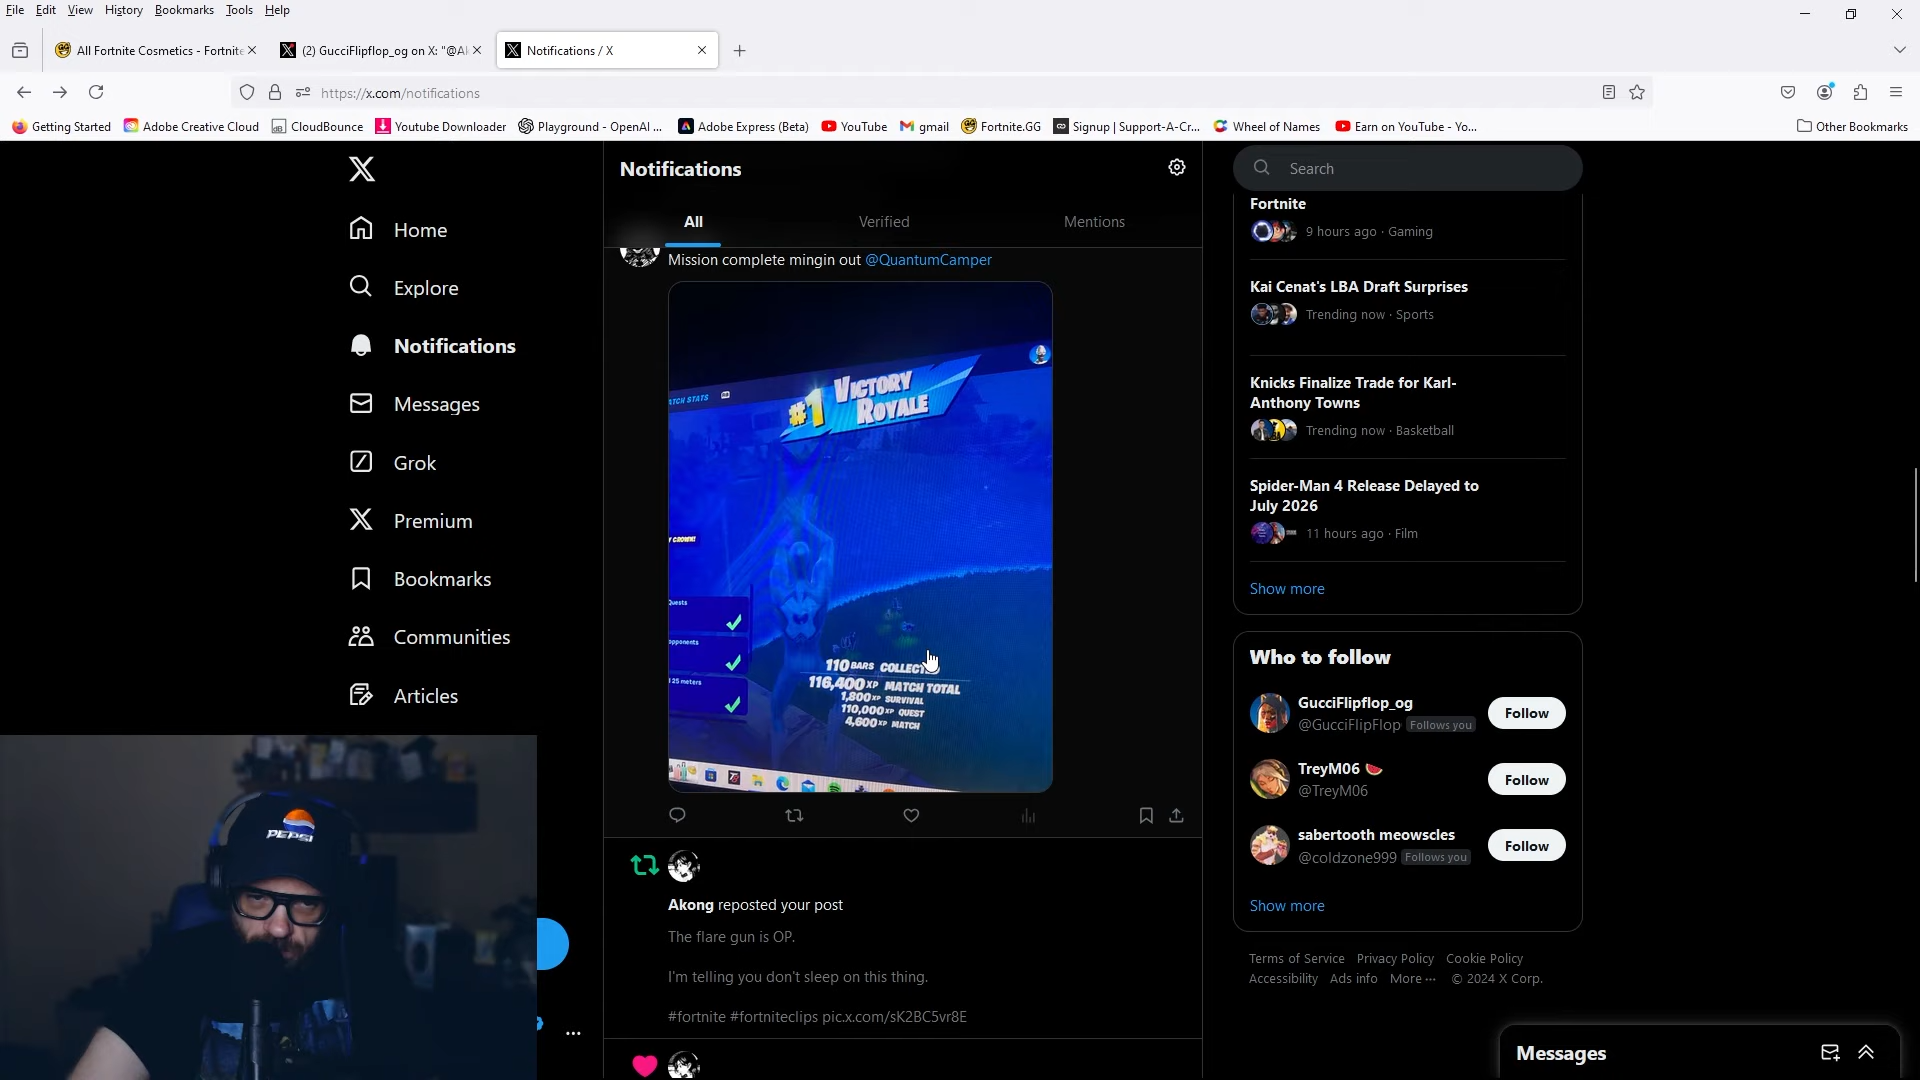 File Edit View History Bookmarks Tools Help
All Fortnite Cosmetics - Fortnite
(2) GucciFlipflop_og on X: "@Al
Notifications / X
https://x.com/notifications
Getting Started
Adobe Creative Cloud
CloudBounce
Youtube Downloader
Playground - OpenAI ...
Adobe Express (Beta)
YouTube
gmail
Fortnite.GG
Signup | Support-A-Cr...
Wheel of Names
Earn on YouTube - Yo...
Other Bookmarks
Home
Explore
Notifications
Messages
Grok
Premium
Bookmarks
Communities
Articles
Notifications
All
Verified
Mentions
Mission complete mingin out @QuantumCamper
#1 VICTORY
ROYALE
MATCH STATS
Y CROWN!
Quests
opponents
25 meters
110 BARS
116,400 XP MATCH TOTAL
1,800 XP SURVIVAL
110,000 XP QUEST
4,600 XP MATCH
Akong reposted your post
The flare gun is OP.
I'm telling you don't sleep on this thing.
#fortnite #fortniteclips pic.x.com/sK2BC5vr8E
Search
Fortnite
9 hours ago · Gaming
Kai Cenat's LBA Draft Surprises
Trending now · Sports
Knicks Finalize Trade for Karl-
Anthony Towns
Trending now · Basketball
Spider-Man 4 Release Delayed to
July 2026
11 hours ago · Film
Show more
Who to follow
GucciFlipflop_og
@GucciFlipFlop Follows you
Follow
TreyM06
@TreyM06
Follow
sabertooth meowscles
@coldzone999 Follows you
Follow
Show more
Terms of Service Privacy Policy Cookie Policy
Accessibility Ads info More ··· © 2024 X Corp.
Messages
PEPSI